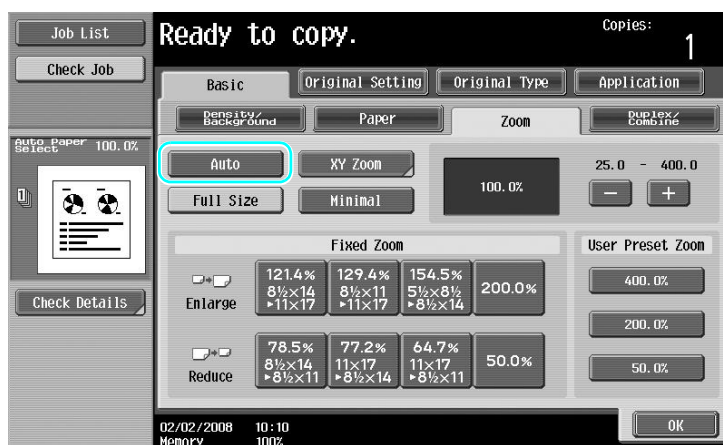 Job List
Check Job
Ready to copy.
Copies:
1
Basic
Original Setting
Original Type
Application
Density/
Background
Paper
Zoom
Duplex/
Combine
Auto Paper
Select
100.0%
1
Auto
XY Zoom
Full Size
Minimal
100.0%
25.0 - 400.0
−
+
Check Details
Fixed Zoom
Enlarge
121.4%
8½×14
▸11×17
129.4%
8½×11
▸11×17
154.5%
5½×8½
▸8½×14
200.0%
Reduce
78.5%
8½×14
▸8½×11
77.2%
11×17
▸8½×14
64.7%
11×17
▸8½×11
50.0%
User Preset Zoom
400.0%
200.0%
50.0%
02/02/2008 10:10
Memory 100%
OK